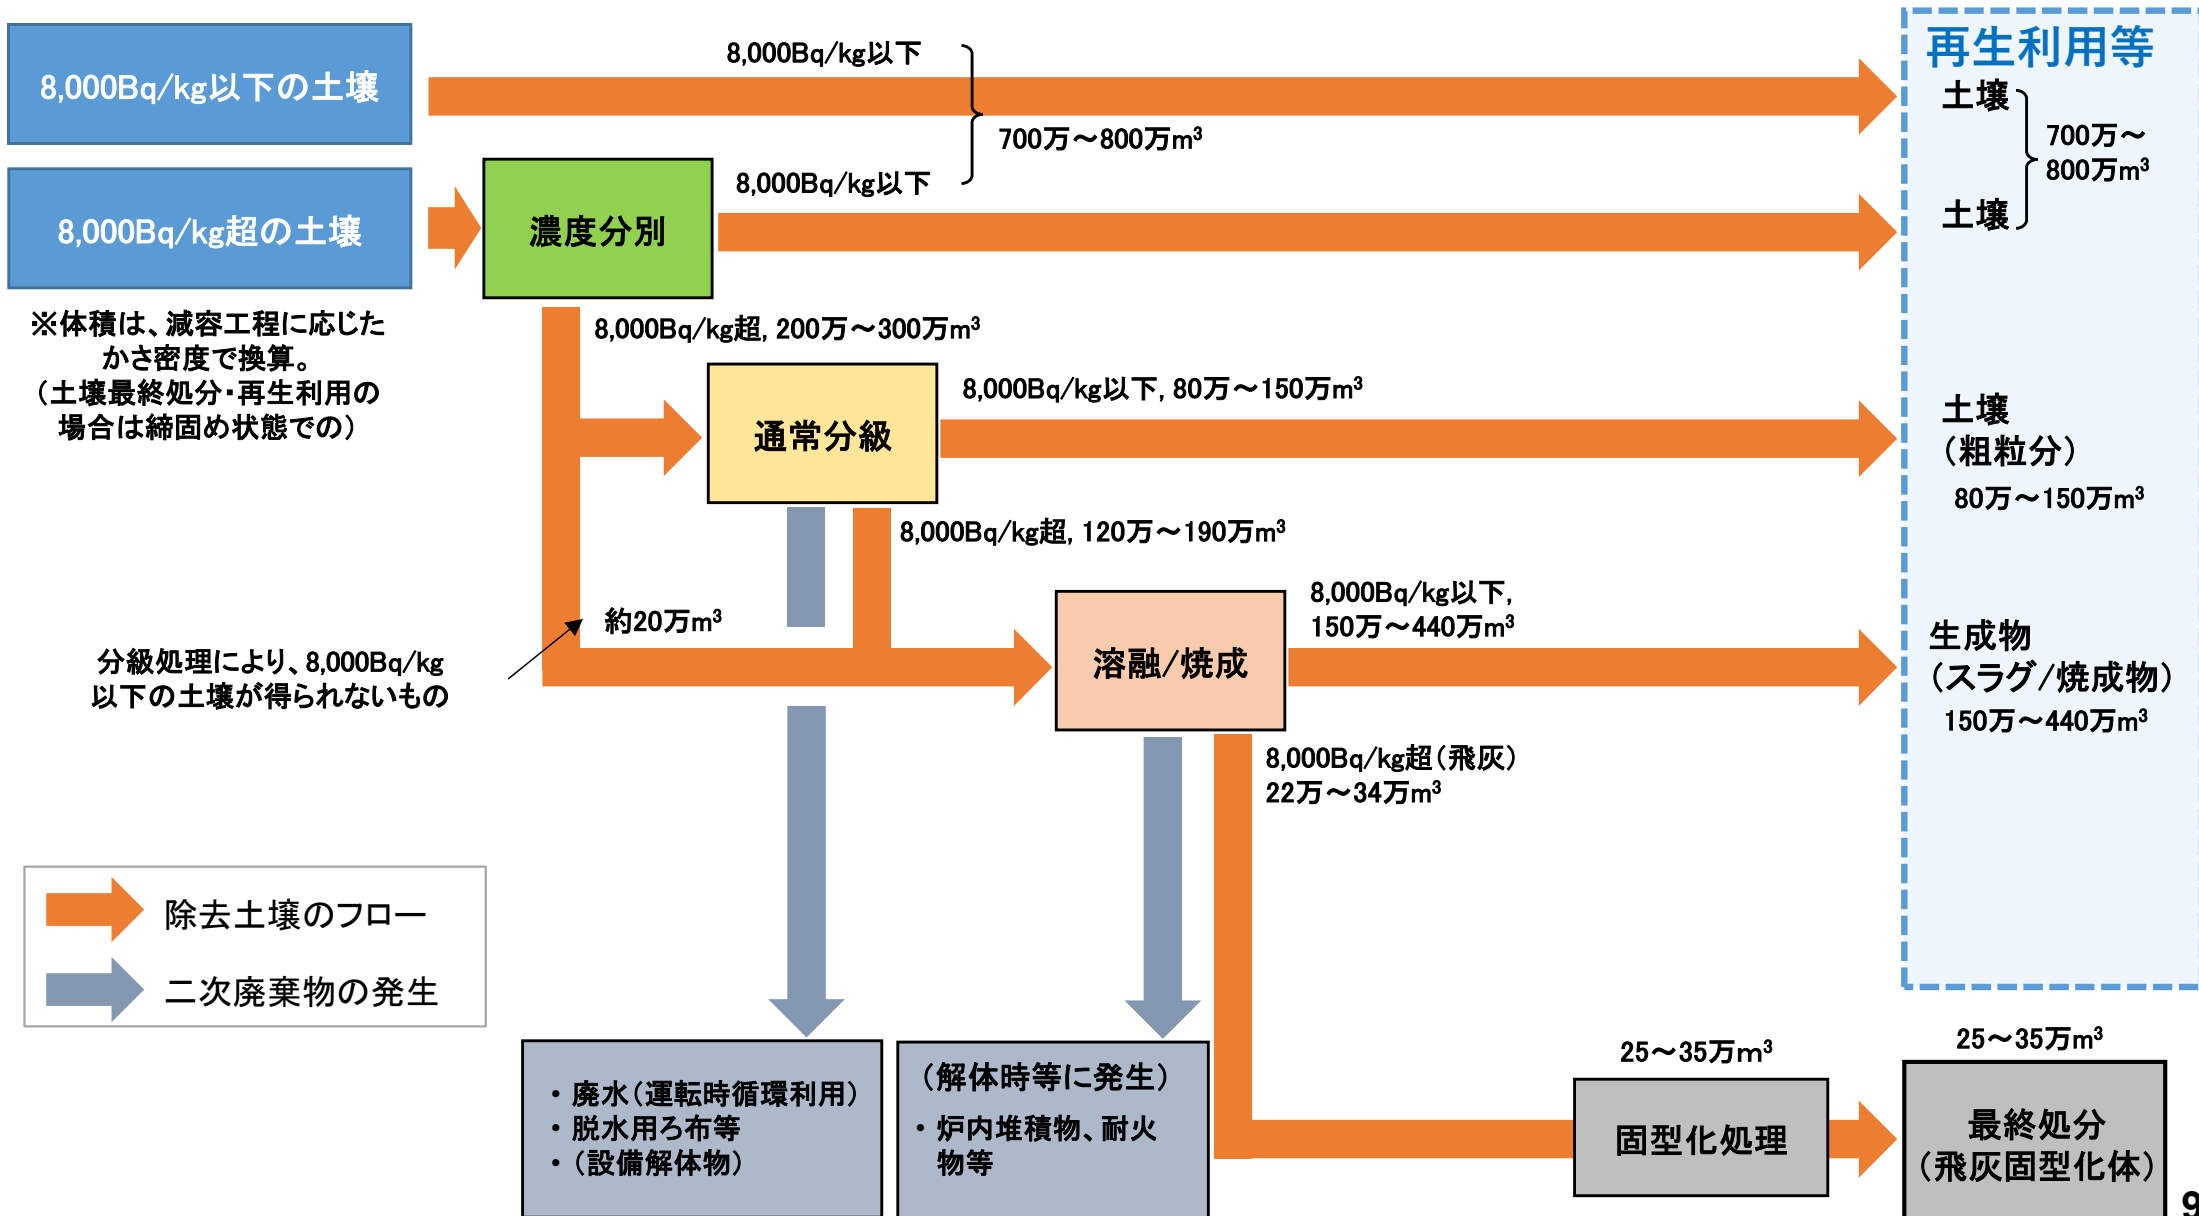 8,000Bq/kg以下の土壌
8,000Bq/kg以下
700万～800万m³
8,000Bq/kg超の土壌
濃度分別
8,000Bq/kg以下
再生利用等
土壌
土壌
700万～
800万m³
※体積は、減容工程に応じた
かさ密度で換算。
（土壌最終処分・再生利用の
場合は締固め状態での）
8,000Bq/kg超, 200万～300万m³
通常分級
8,000Bq/kg以下, 80万～150万m³
土壌
（粗粒分）
80万～150万m³
8,000Bq/kg超, 120万～190万m³
約20万m³
分級処理により、8,000Bq/kg
以下の土壌が得られないもの
溶融/焼成
8,000Bq/kg以下,
150万～440万m³
生成物
（スラグ/焼成物）
150万～440万m³
8,000Bq/kg超（飛灰）
22万～34万m³
除去土壌のフロー
二次廃棄物の発生
・廃水（運転時循環利用）
・脱水用ろ布等
・（設備解体物）
（解体時等に発生）
・炉内堆積物、耐火
物等
25～35万m³
固型化処理
25～35万m³
最終処分
（飛灰固型化体）
9